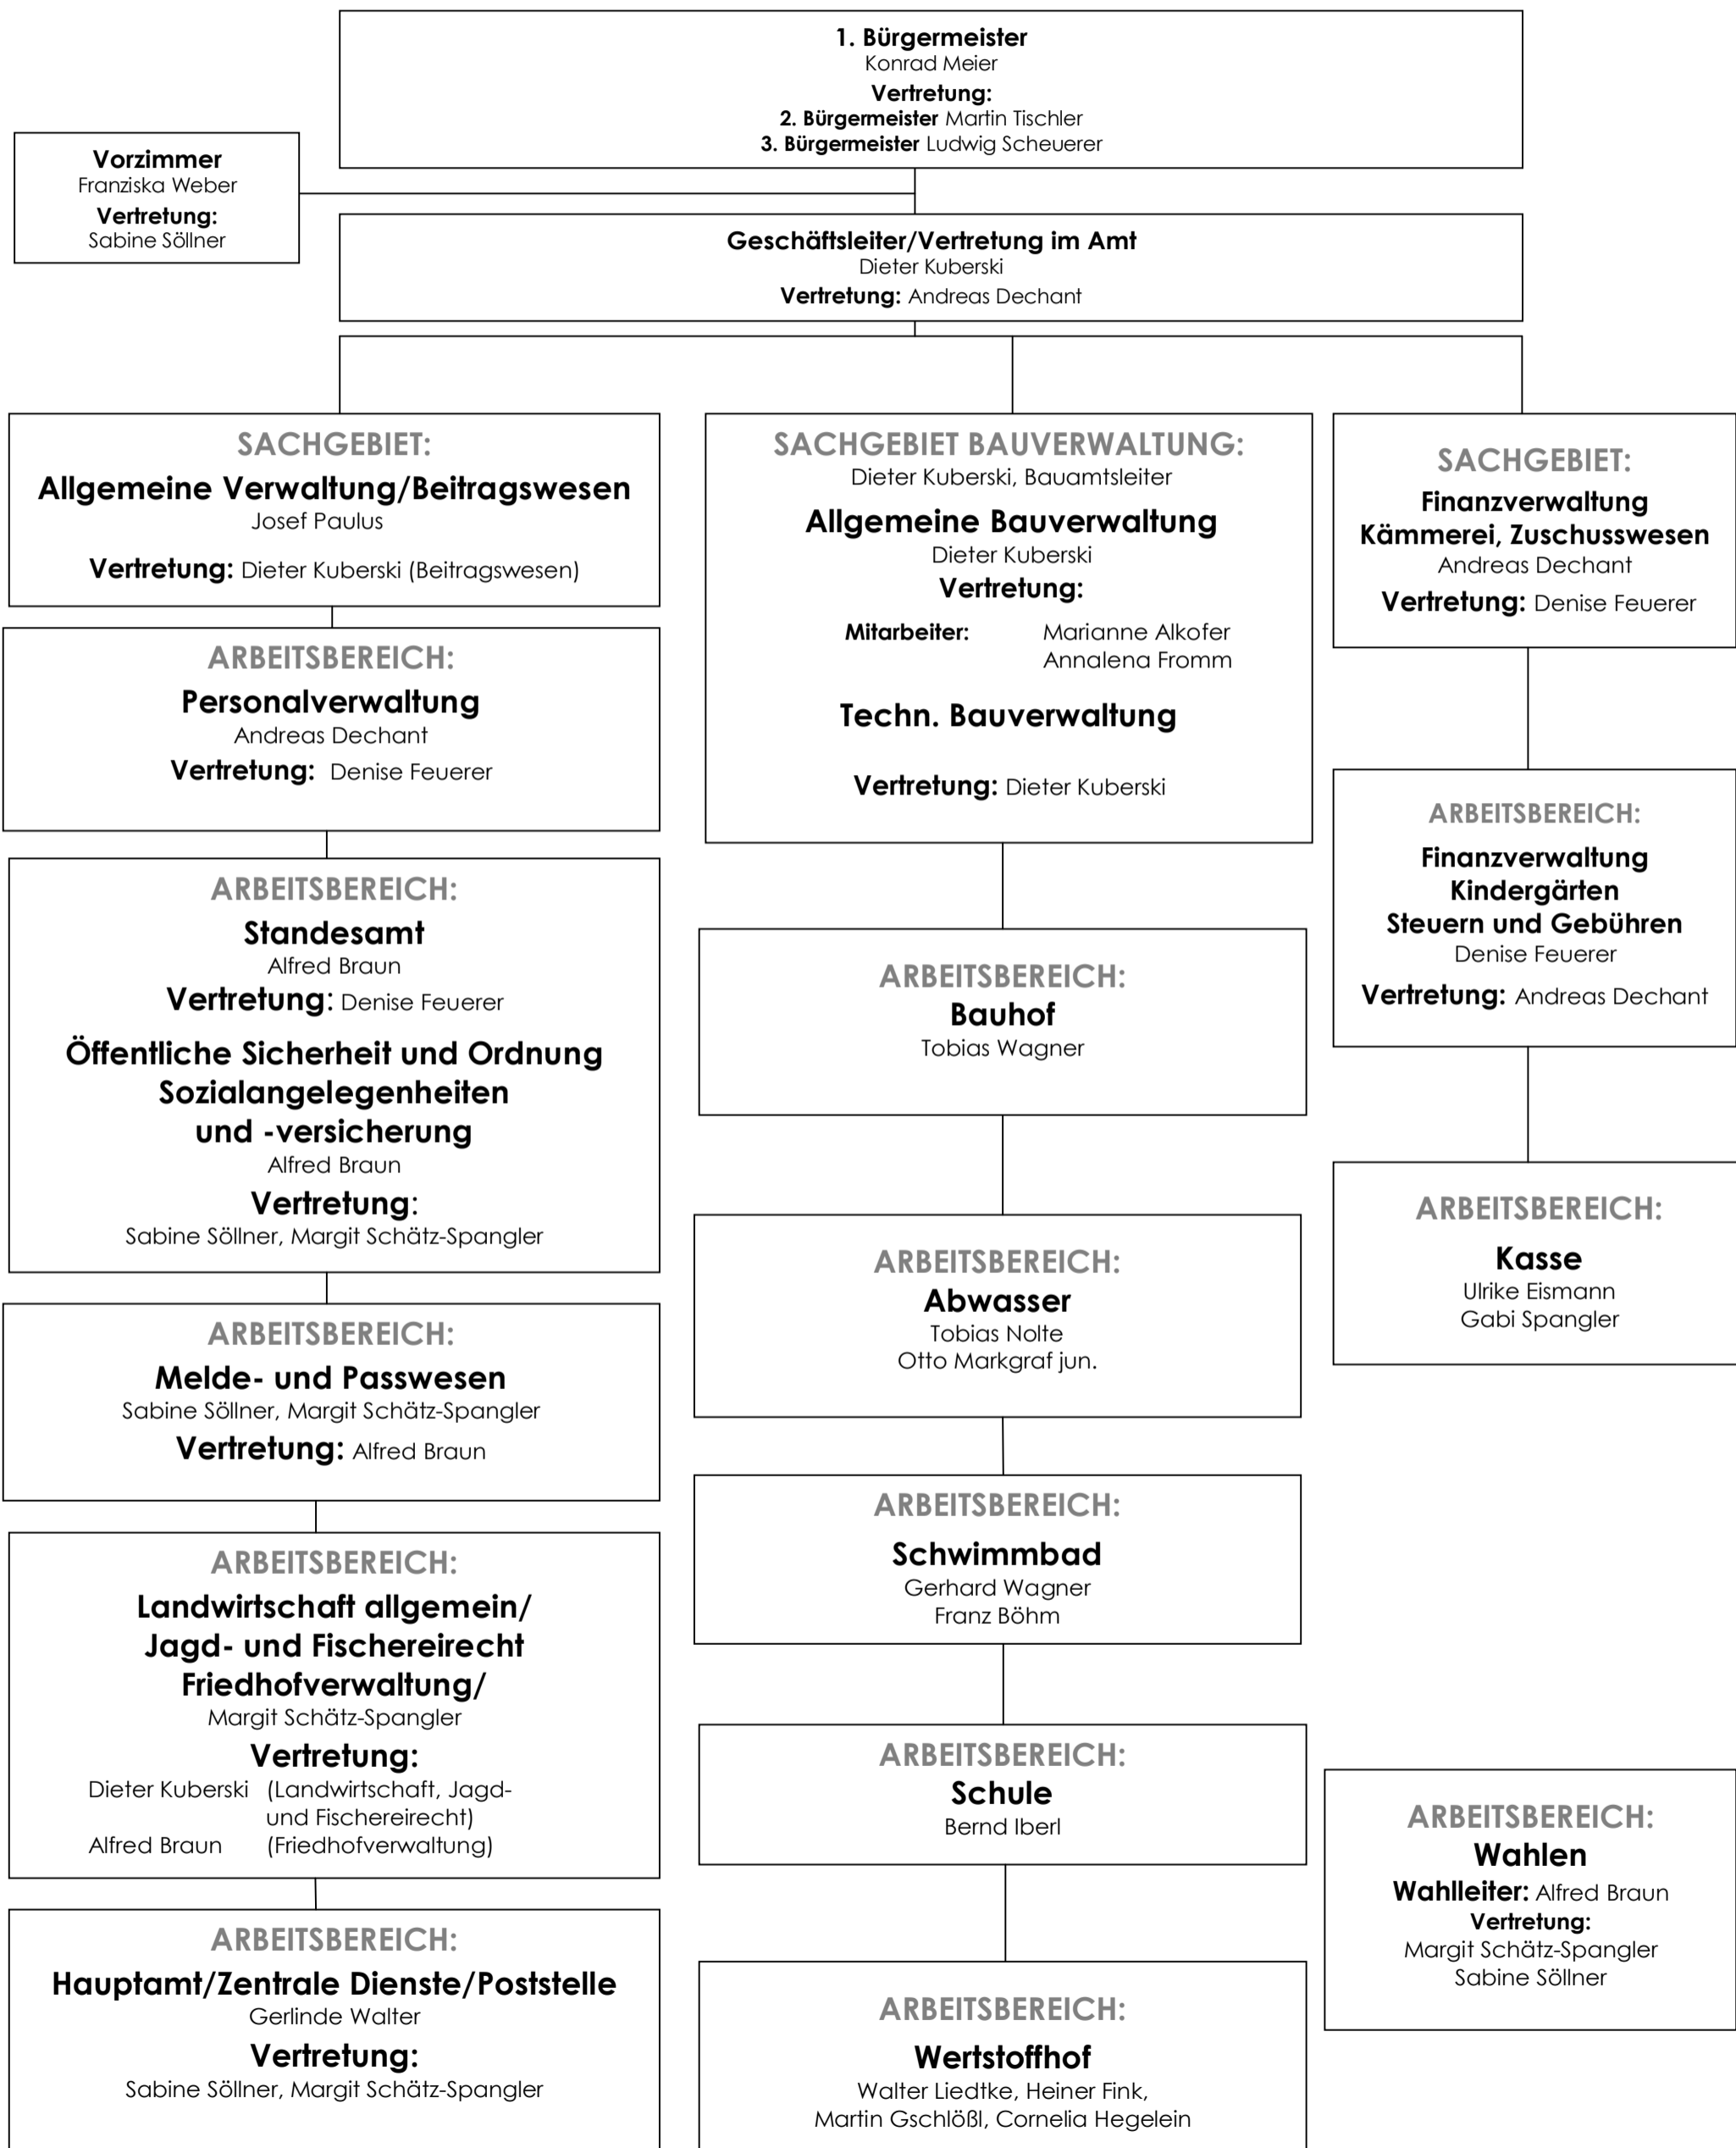 1. Bürgermeister
Konrad Meier
Vertretung:
2. Bürgermeister Martin Tischler
3. Bürgermeister Ludwig Scheuerer
Vorzimmer
Franziska Weber
Vertretung:
Sabine Söllner
Geschäftsleiter/Vertretung im Amt
Dieter Kuberski
Vertretung: Andreas Dechant
SACHGEBIET:
Allgemeine Verwaltung/Beitragswesen
Josef Paulus
Vertretung: Dieter Kuberski (Beitragswesen)
ARBEITSBEREICH:
Personalverwaltung
Andreas Dechant
Vertretung: Denise Feuerer
ARBEITSBEREICH:
Standesamt
Alfred Braun
Vertretung: Denise Feuerer
Öffentliche Sicherheit und Ordnung
Sozialangelegenheiten
und -versicherung
Alfred Braun
Vertretung:
Sabine Söllner, Margit Schätz-Spangler
ARBEITSBEREICH:
Melde- und Passwesen
Sabine Söllner, Margit Schätz-Spangler
Vertretung: Alfred Braun
ARBEITSBEREICH:
Landwirtschaft allgemein/
Jagd- und Fischereirecht
Friedhofverwaltung/
Margit Schätz-Spangler
Vertretung:
Dieter Kuberski (Landwirtschaft, Jagd-
und Fischereirecht)
Alfred Braun (Friedhofverwaltung)
ARBEITSBEREICH:
Hauptamt/Zentrale Dienste/Poststelle
Gerlinde Walter
Vertretung:
Sabine Söllner, Margit Schätz-Spangler
SACHGEBIET BAUVERWALTUNG:
Dieter Kuberski, Bauamtsleiter
Allgemeine Bauverwaltung
Dieter Kuberski
Vertretung:
Mitarbeiter: Marianne Alkofer
Annalena Fromm
Techn. Bauverwaltung
Vertretung: Dieter Kuberski
ARBEITSBEREICH:
Bauhof
Tobias Wagner
ARBEITSBEREICH:
Abwasser
Tobias Nolte
Otto Markgraf jun.
ARBEITSBEREICH:
Schwimmbad
Gerhard Wagner
Franz Böhm
ARBEITSBEREICH:
Schule
Bernd Iberl
ARBEITSBEREICH:
Wertstoffhof
Walter Liedtke, Heiner Fink,
Martin Gschlößl, Cornelia Hegelein
SACHGEBIET:
Finanzverwaltung
Kämmerei, Zuschusswesen
Andreas Dechant
Vertretung: Denise Feuerer
ARBEITSBEREICH:
Finanzverwaltung
Kindergärten
Steuern und Gebühren
Denise Feuerer
Vertretung: Andreas Dechant
ARBEITSBEREICH:
Kasse
Ulrike Eismann
Gabi Spangler
ARBEITSBEREICH:
Wahlen
Wahlleiter: Alfred Braun
Vertretung:
Margit Schätz-Spangler
Sabine Söllner